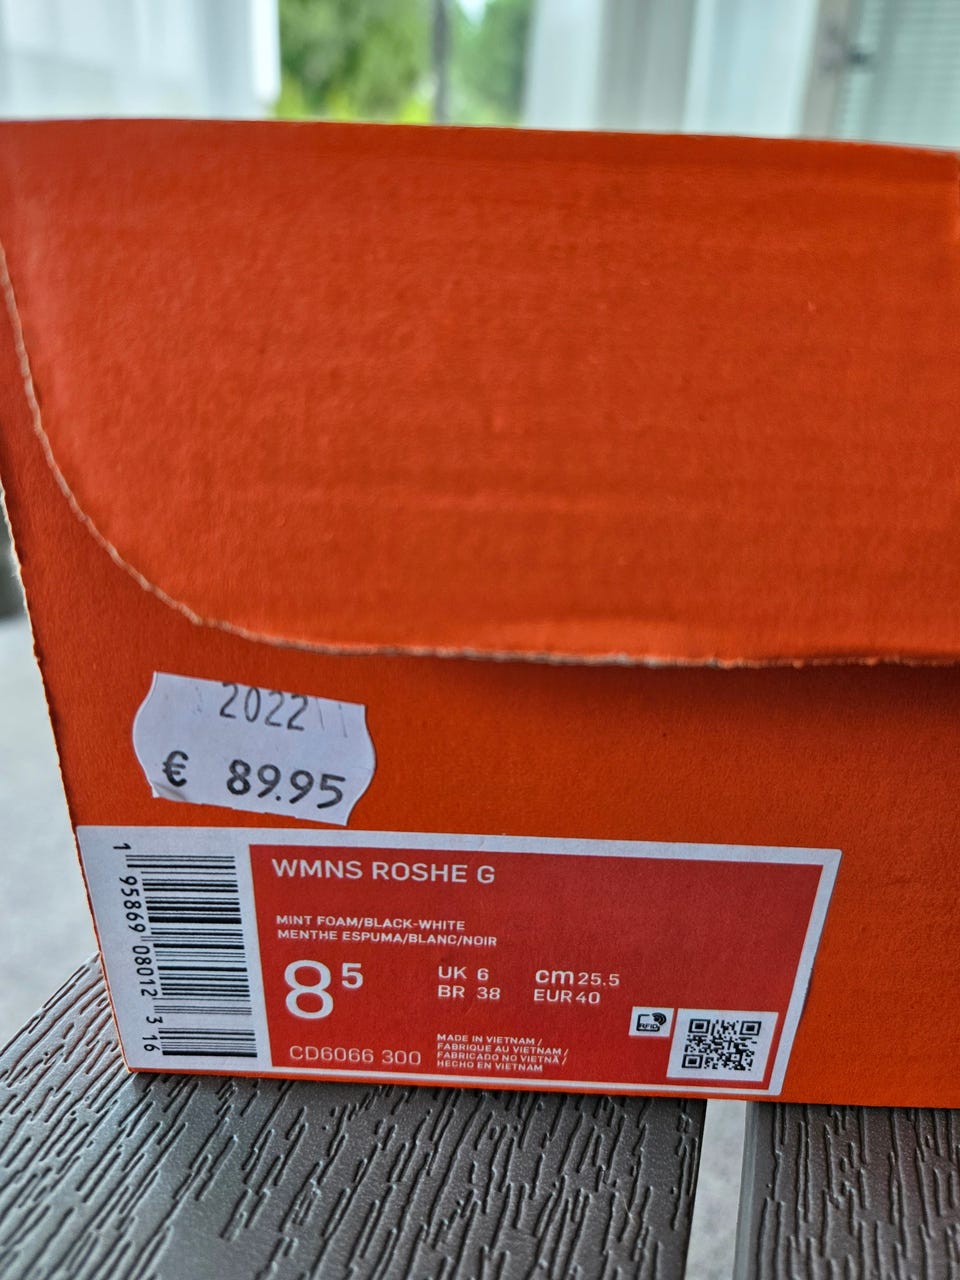 2022
€ 89.95
WMNS ROSHE G
MINT FOAM/BLACK-WHITE
MENTHE ESPUMA/BLANC/NOIR
8 5
UK 6
BR 38
cm 25.5
EUR 40
CD6066 300
MADE IN VIETNAM /
FABRIQUE AU VIETNAM /
FABRICADO NO VIETNÃ /
HECHO EN VIETNAM
RFID
1 95869 08012 3 16